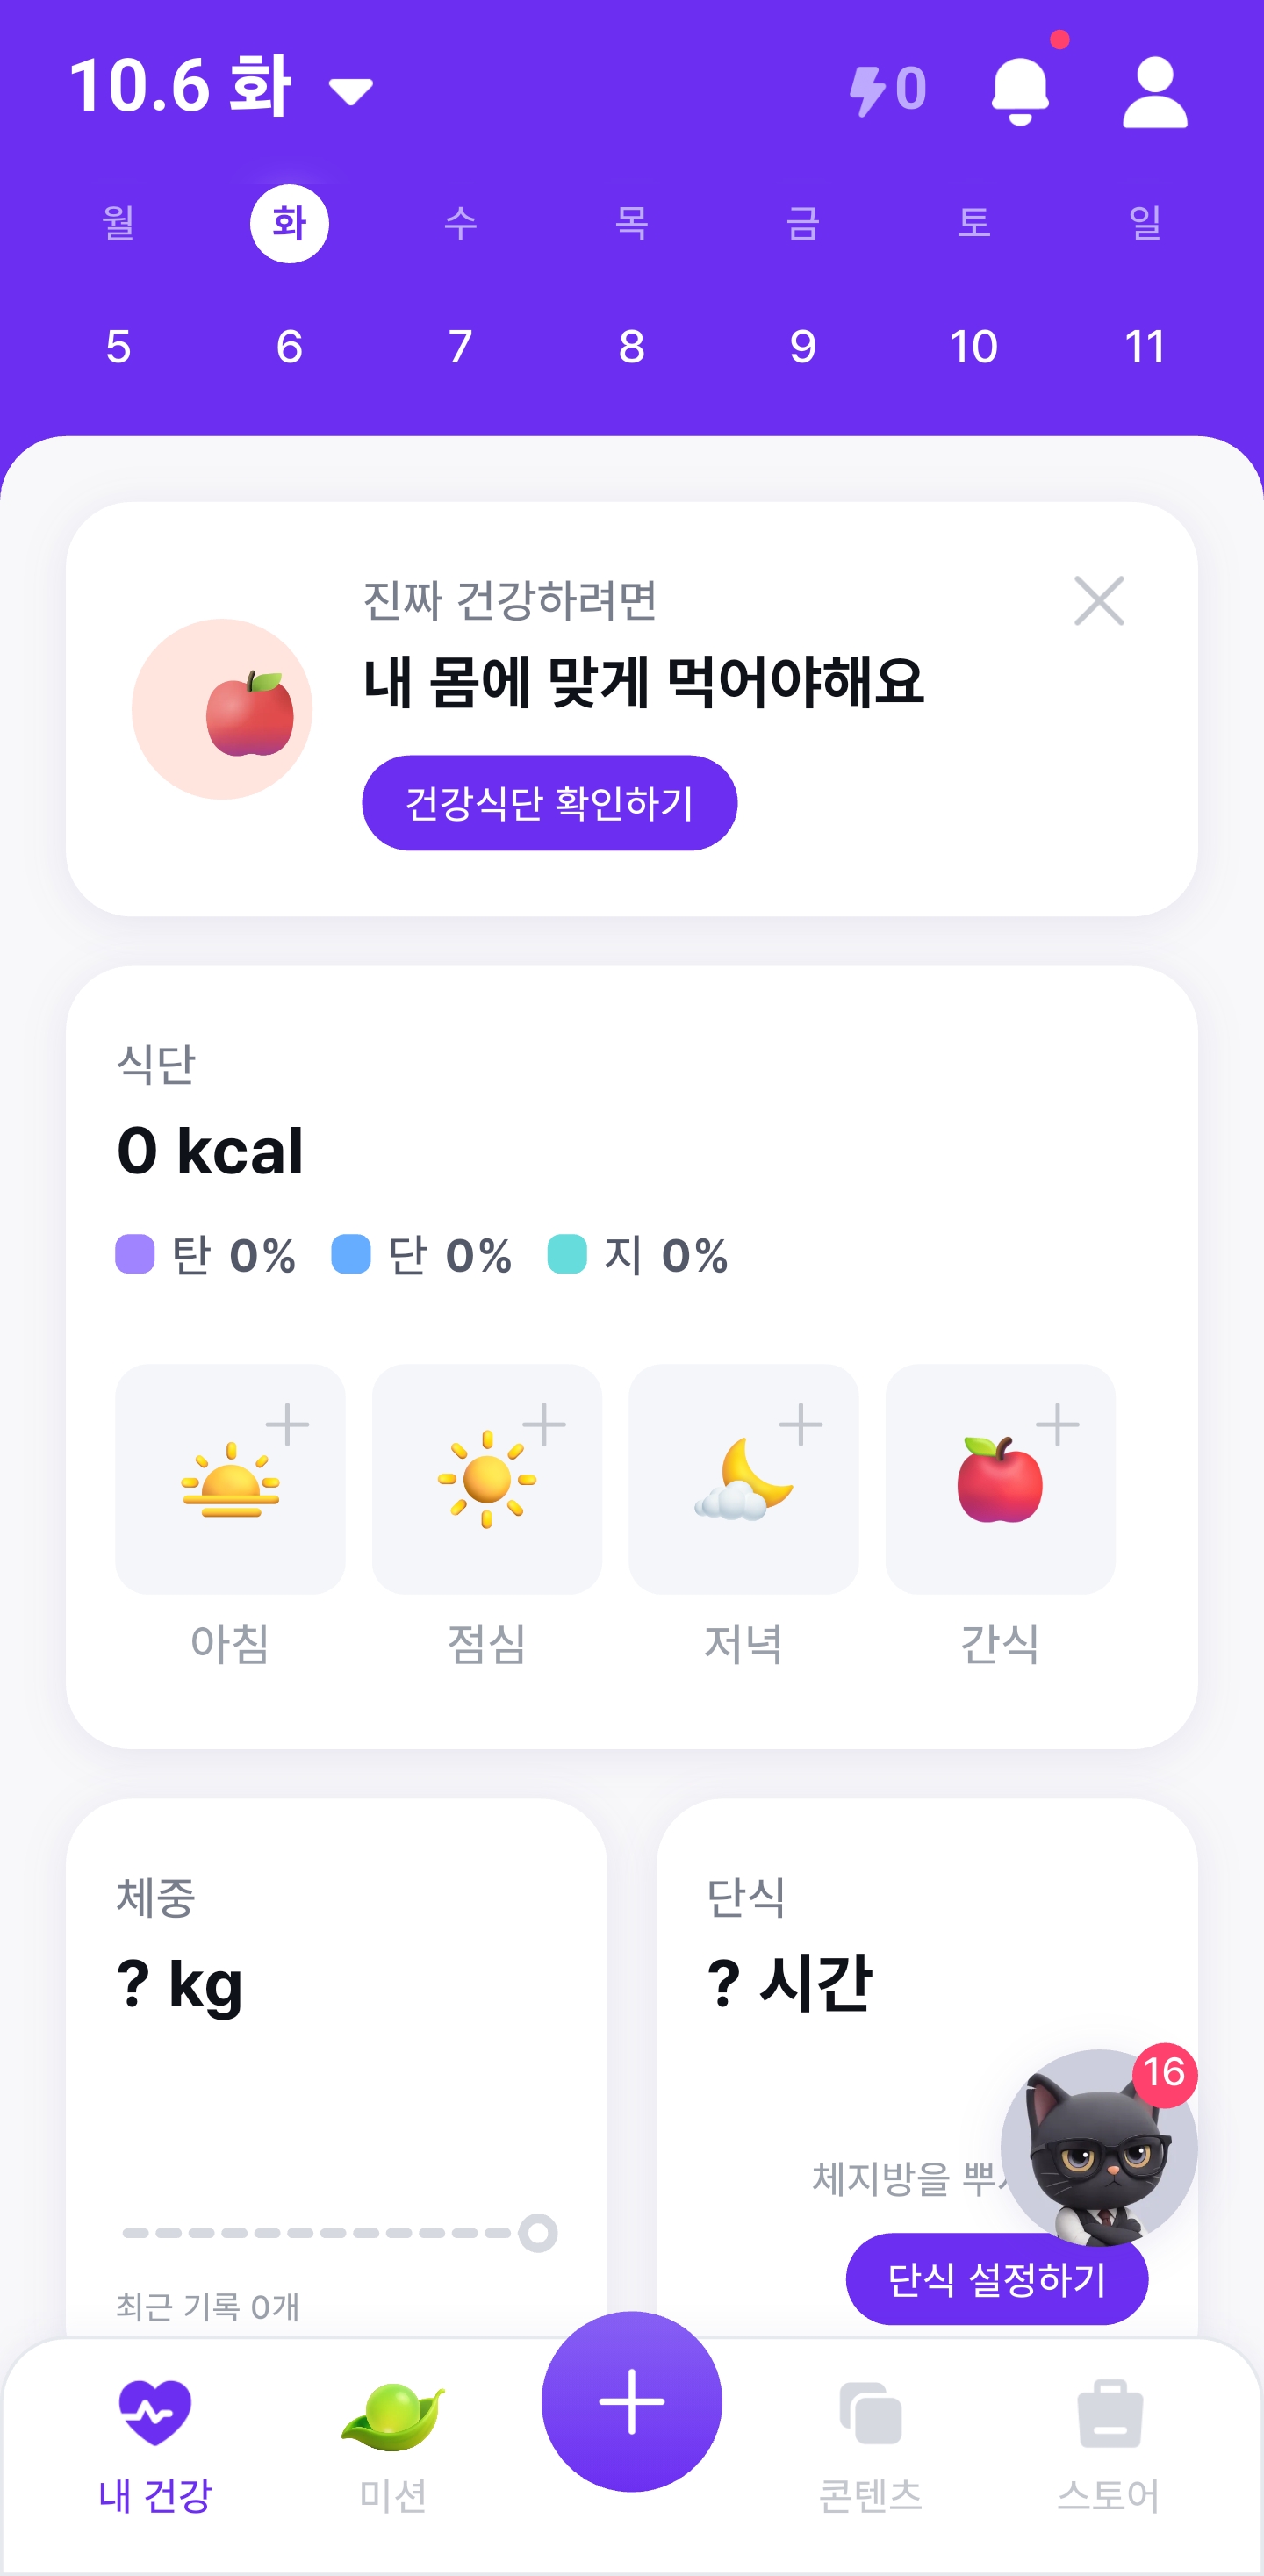 10.6 화
0
월 화 수 목 금 토 일
5 6 7 8 9 10 11
진짜 건강하려면
내 몸에 맞게 먹어야해요
건강식단 확인하기
식단
0 kcal
탄 0% 단 0% 지 0%
아침 점심 저녁 간식
체중
? kg
최근 기록 0개
단식
? 시간
16
체지방을
단식 설정하기
내 건강 미션 콘텐츠 스토어